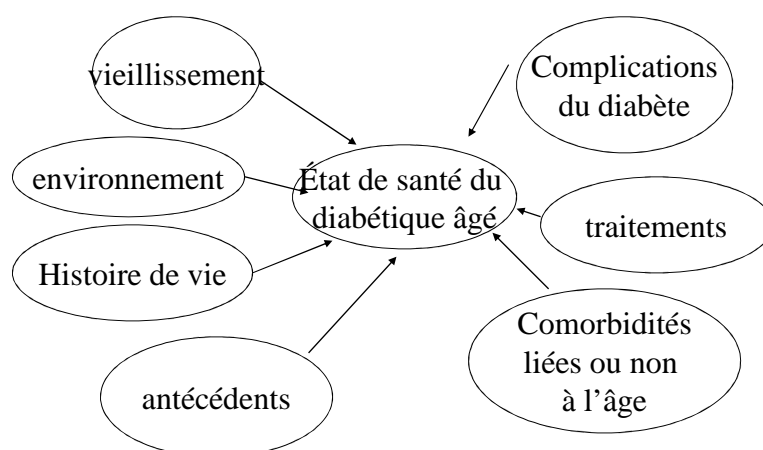 vieillissement
Complications
du diabète
environnement
État de santé du
diabétique âgé
traitements
Histoire de vie
Comorbidités
liées ou non
à l’âge
antécédents